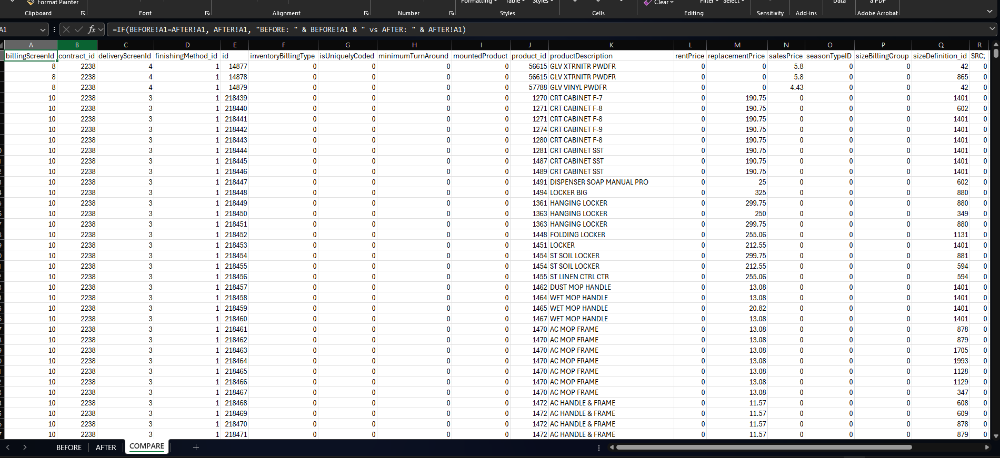 Format Painter Formatting Table Styles Clear Filter Select Data a PDF
Clipboard Font Alignment Number Styles Cells Editing Sensitivity Add-ins Adobe Acrobat
A1 fx =IF(BEFORE!A1=AFTER!A1, AFTER!A1, "BEFORE: " & BEFORE!A1 & " vs AFTER: " & AFTER!A1)
A B C D E F G H I J K L M N O P Q R
billingScreenId contract_id deliveryScreenId finishingMethod_id id inventoryBillingType isUniquelyCoded minimumTurnAround mountedProduct product_id productDescription rentPrice replacementPrice salesPrice seasonTypeID sizeBillingGroup sizeDefinition_id SRC;
8 2238 4 1 14877 0 0 0 0 56615 GLV XTRNITR PWDFR 0 0 5.8 0 0 42 0
8 2238 4 1 14878 0 0 0 0 56615 GLV XTRNITR PWDFR 0 0 5.8 0 0 865 0
8 2238 4 1 14879 0 0 0 0 57788 GLV VINYL PWDFR 0 0 4.43 0 0 42 0
10 2238 3 1 218439 0 0 0 0 1270 CRT CABINET F-7 0 190.75 0 0 0 1401 0
10 2238 3 1 218440 0 0 0 0 1271 CRT CABINET F-8 0 190.75 0 0 0 602 0
10 2238 3 1 218441 0 0 0 0 1271 CRT CABINET F-8 0 190.75 0 0 0 1401 0
10 2238 3 1 218442 0 0 0 0 1274 CRT CABINET F-9 0 190.75 0 0 0 1401 0
10 2238 3 1 218443 0 0 0 0 1280 CRT CABINET F-8 0 190.75 0 0 0 1401 0
10 2238 3 1 218444 0 0 0 0 1281 CRT CABINET SST 0 190.75 0 0 0 1401 0
10 2238 3 1 218445 0 0 0 0 1487 CRT CABINET SST 0 190.75 0 0 0 1401 0
10 2238 3 1 218446 0 0 0 0 1489 CRT CABINET SST 0 190.75 0 0 0 1401 0
10 2238 3 1 218447 0 0 0 0 1491 DISPENSER SOAP MANUAL PRO 0 25 0 0 0 602 0
10 2238 3 1 218448 0 0 0 0 1494 LOCKER BIG 0 325 0 0 0 880 0
10 2238 3 1 218449 0 0 0 0 1361 HANGING LOCKER 0 299.75 0 0 0 880 0
10 2238 3 1 218450 0 0 0 0 1363 HANGING LOCKER 0 250 0 0 0 349 0
10 2238 3 1 218451 0 0 0 0 1363 HANGING LOCKER 0 299.75 0 0 0 880 0
10 2238 3 1 218452 0 0 0 0 1448 FOLDING LOCKER 0 255.06 0 0 0 1131 0
10 2238 3 1 218453 0 0 0 0 1451 LOCKER 0 212.55 0 0 0 1401 0
10 2238 3 1 218454 0 0 0 0 1454 ST SOIL LOCKER 0 299.75 0 0 0 881 0
10 2238 3 1 218455 0 0 0 0 1454 ST SOIL LOCKER 0 212.55 0 0 0 594 0
10 2238 3 1 218456 0 0 0 0 1455 ST LINEN CTRL CTR 0 255.06 0 0 0 594 0
10 2238 3 1 218457 0 0 0 0 1462 DUST MOP HANDLE 0 13.08 0 0 0 1401 0
10 2238 3 1 218458 0 0 0 0 1464 WET MOP HANDLE 0 13.08 0 0 0 1401 0
10 2238 3 1 218459 0 0 0 0 1465 WET MOP HANDLE 0 20.82 0 0 0 1401 0
10 2238 3 1 218460 0 0 0 0 1467 WET MOP HANDLE 0 13.08 0 0 0 1401 0
10 2238 3 1 218461 0 0 0 0 1470 AC MOP FRAME 0 13.08 0 0 0 878 0
10 2238 3 1 218462 0 0 0 0 1470 AC MOP FRAME 0 13.08 0 0 0 879 0
10 2238 3 1 218463 0 0 0 0 1470 AC MOP FRAME 0 13.08 0 0 0 1705 0
10 2238 3 1 218464 0 0 0 0 1470 AC MOP FRAME 0 13.08 0 0 0 1993 0
10 2238 3 1 218465 0 0 0 0 1470 AC MOP FRAME 0 13.08 0 0 0 1128 0
10 2238 3 1 218466 0 0 0 0 1470 AC MOP FRAME 0 13.08 0 0 0 1129 0
10 2238 3 1 218467 0 0 0 0 1470 AC MOP FRAME 0 13.08 0 0 0 347 0
10 2238 3 1 218468 0 0 0 0 1472 AC HANDLE & FRAME 0 11.57 0 0 0 608 0
10 2238 3 1 218469 0 0 0 0 1472 AC HANDLE & FRAME 0 11.57 0 0 0 609 0
10 2238 3 1 218470 0 0 0 0 1472 AC HANDLE & FRAME 0 11.57 0 0 0 878 0
10 2238 3 1 218471 0 0 0 0 1472 AC HANDLE & FRAME 0 11.57 0 0 0 879 0
BEFORE AFTER COMPARE